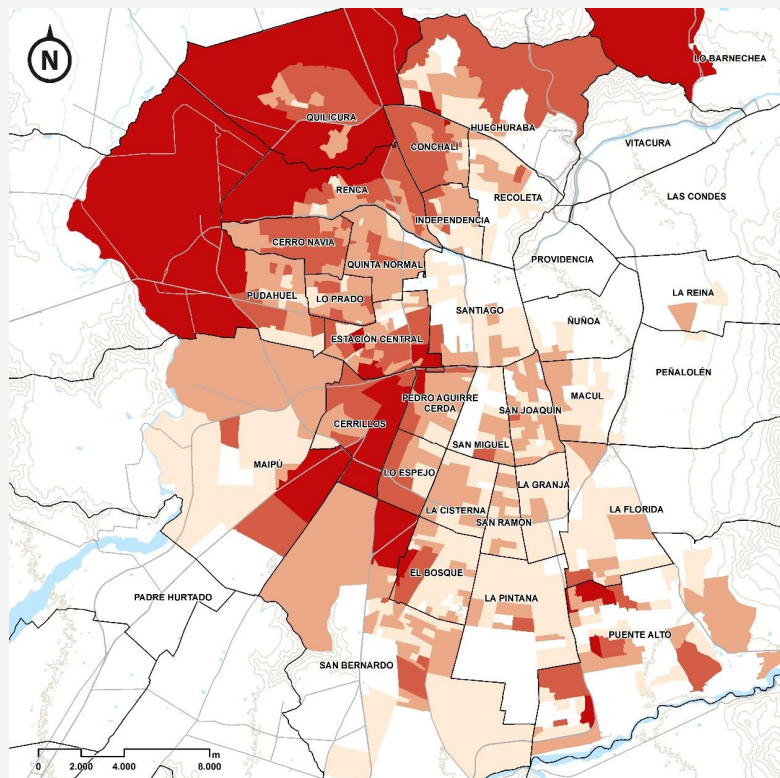 N
LO BARNECHEA
QUILICURA
HUECHURABA
VITACURA
CONCHALÍ
RENCA
RECOLETA
LAS CONDES
INDEPENDENCIA
CERRO NAVIA
PROVIDENCIA
QUINTA NORMAL
PUDAHUEL
LO PRADO
LA REINA
SANTIAGO
ÑUÑOA
ESTACIÓN CENTRAL
PEÑALOLÉN
PEDRO AGUIRRE
CERDA
MACUL
SAN JOAQUÍN
CERRILLOS
SAN MIGUEL
MAIPÚ
LO ESPEJO
LA GRANJA
LA CISTERNA
LA FLORIDA
SAN RAMÓN
EL BOSQUE
PADRE HURTADO
LA PINTANA
PUENTE ALTO
SAN BERNARDO
m
0 2.000 4.000 8.000